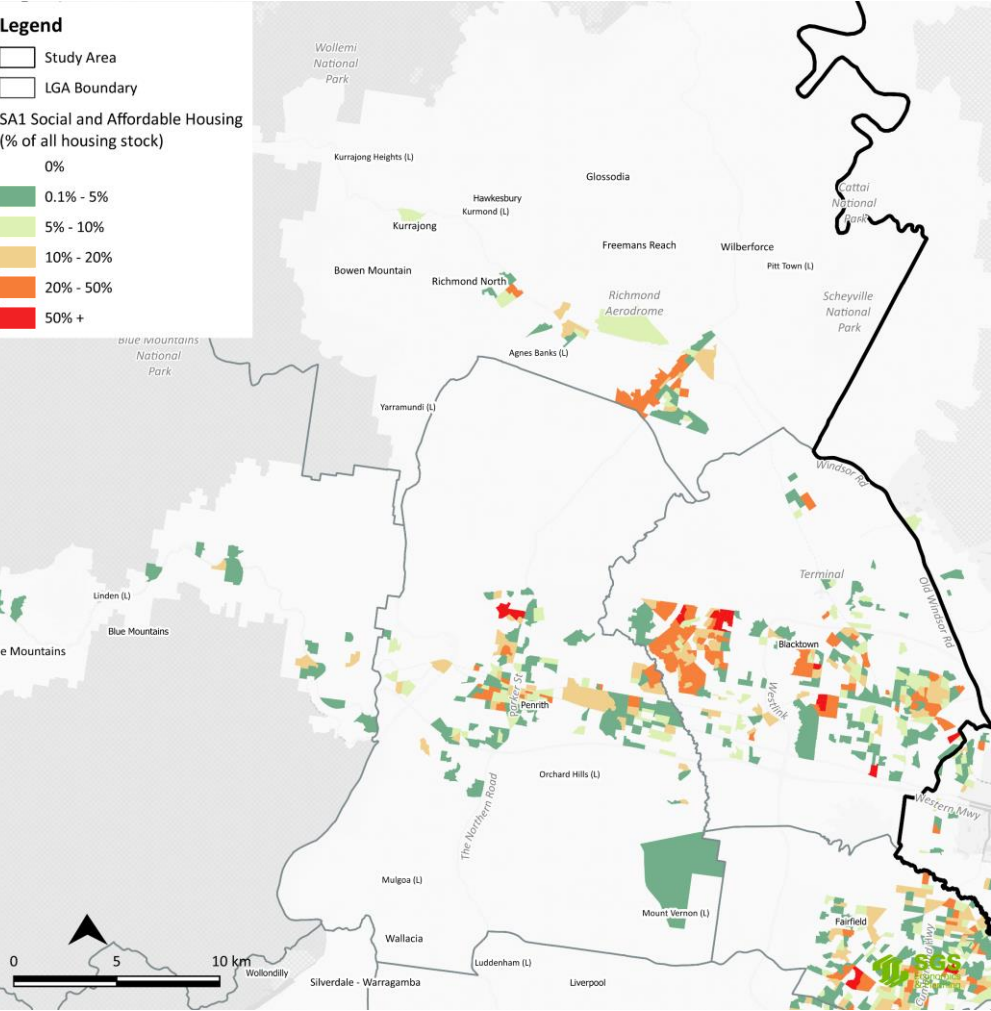 Legend
Study Area
LGA Boundary
SA1 Social and Affordable Housing
(% of all housing stock)
0%
0.1% - 5%
5% - 10%
10% - 20%
20% - 50%
50% +
Wollemi
National
Park
Kurrajong Heights (L)
Glossodia
Hawkesbury
Kurmond (L)
Cattai
National
Park
Kurrajong
Freemans Reach
Wilberforce
Pitt Town (L)
Bowen Mountain
Richmond North
Richmond
Aerodrome
Scheyville
National
Park
Blue Mountains
National
Park
Agnes Banks (L)
Yarramundi (L)
Windsor Rd
Terminal
Old Windsor Rd
Linden (L)
Blue Mountains
e Mountains
Blacktown
Westlink
Parker St
Penrith
Orchard Hills (L)
The Northern Road
Western Mwy
Mulgoa (L)
Mount Vernon (L)
Fairfield
Wallacia
Luddenham (L)
Liverpool
Silverdale - Warragamba
Wollondilly
0 5 10 km
SGS
Economics
& Planning